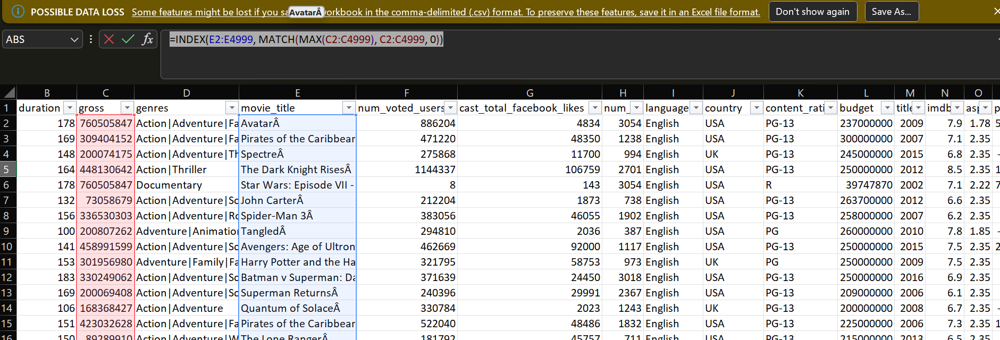 POSSIBLE DATA LOSS Some features might be lost if you sa AvatarÂ orkbook in the comma-delimited (.csv) format. To preserve these features, save it in an Excel file format. Don't show again Save As...
ABS fx =INDEX(E2:E4999, MATCH(MAX(C2:C4999), C2:C4999, 0))
B C D E F G H I J K L M N O
1 duration gross genres movie_title num_voted_users cast_total_facebook_likes num_ language country content_rati budget title imdb asp p
2 178 760505847 Action|Adventure|Fa AvatarÂ 886204 4834 3054 English USA PG-13 237000000 2009 7.9 1.78 5
3 169 309404152 Action|Adventure|Fa Pirates of the Caribbean 471220 48350 1238 English USA PG-13 300000000 2007 7.1 2.35
4 148 200074175 Action|Adventure|Th SpectreÂ 275868 11700 994 English UK PG-13 245000000 2015 6.8 2.35 -
5 164 448130642 Action|Thriller The Dark Knight RisesÂ 1144337 106759 2701 English USA PG-13 250000000 2012 8.5 2.35 1
6 178 760505847 Documentary Star Wars: Episode VII - 8 143 3054 English USA R 39747870 2002 7.1 2.22 7
7 132 73058679 Action|Adventure|Sc John CarterÂ 212204 1873 738 English USA PG-13 263700000 2012 6.6 2.35
8 156 336530303 Action|Adventure|Ro Spider-Man 3Â 383056 46055 1902 English USA PG-13 258000000 2007 6.2 2.35
9 100 200807262 Adventure|Animatio TangledÂ 294810 2036 387 English USA PG 260000000 2010 7.8 1.85 -
10 141 458991599 Action|Adventure|Sc Avengers: Age of Ultron 462669 92000 1117 English USA PG-13 250000000 2015 7.5 2.35 2
11 153 301956980 Adventure|Family|Fa Harry Potter and the Ha 321795 58753 973 English UK PG 250000000 2009 7.5 2.35
12 183 330249062 Action|Adventure|Sc Batman v Superman: Da 371639 24450 3018 English USA PG-13 250000000 2016 6.9 2.35
13 169 200069408 Action|Adventure|Sc Superman ReturnsÂ 240396 29991 2367 English USA PG-13 209000000 2006 6.1 2.35
14 106 168368427 Action|Adventure Quantum of SolaceÂ 330784 2023 1243 English UK PG-13 200000000 2008 6.7 2.35 -
15 151 423032628 Action|Adventure|Fa Pirates of the Caribbean 522040 48486 1832 English USA PG-13 225000000 2006 7.3 2.35 1
16 150 89289910 Action|Adventure|W The Lone RangerÂ 181792 45757 711 English USA PG-13 215000000 2013 6.5 2.35